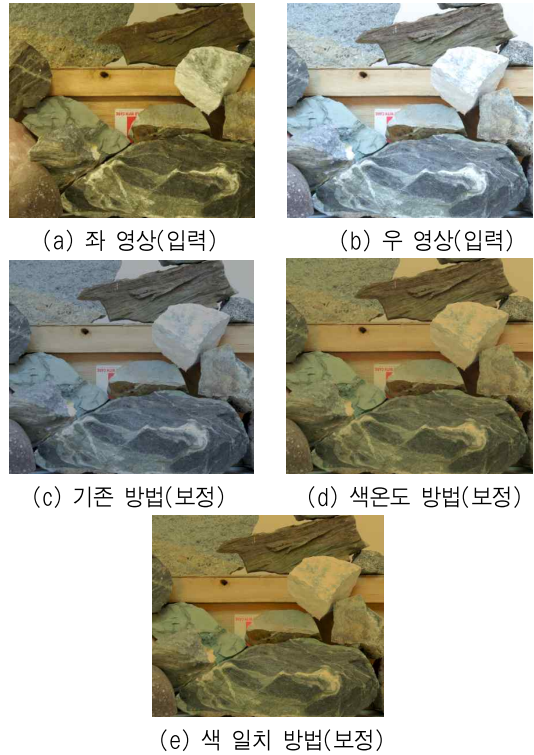 (a) 좌 영상(입력)
(b) 우 영상(입력)
(c) 기존 방법(보정)
(d) 색온도 방법(보정)
(e) 색 일치 방법(보정)